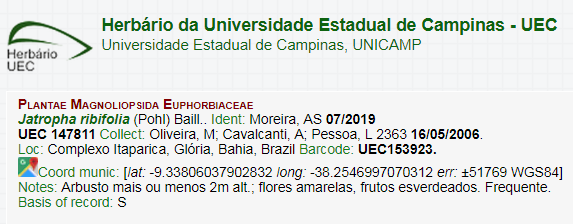 Herbário da Universidade Estadual de Campinas - UEC
Universidade Estadual de Campinas, UNICAMP
Herbário
UEC
Plantae Magnoliopsida Euphorbiaceae
Jatropha ribifolia (Pohl) Baill.. Ident: Moreira, AS 07/2019
UEC 147811 Collect: Oliveira, M; Cavalcanti, A; Pessoa, L 2363 16/05/2006.
Loc: Complexo Itaparica, Glória, Bahia, Brazil Barcode: UEC153923.
Coord munic: [lat: -9.33806037902832 long: -38.2546997070312 err: ±51769 WGS84]
Notes: Arbusto mais ou menos 2m alt.; flores amarelas, frutos esverdeados. Frequente.
Basis of record: S